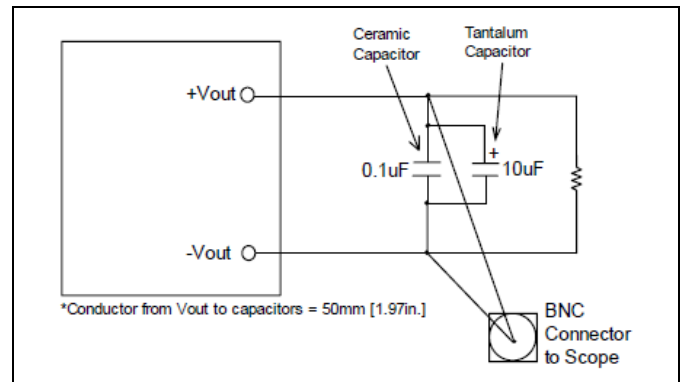 Ceramic
Capacitor
Tantalum
Capacitor
+Vout
+
0.1uF
10uF
-Vout
*Conductor from Vout to capacitors = 50mm [1.97in.]
BNC
Connector
to Scope